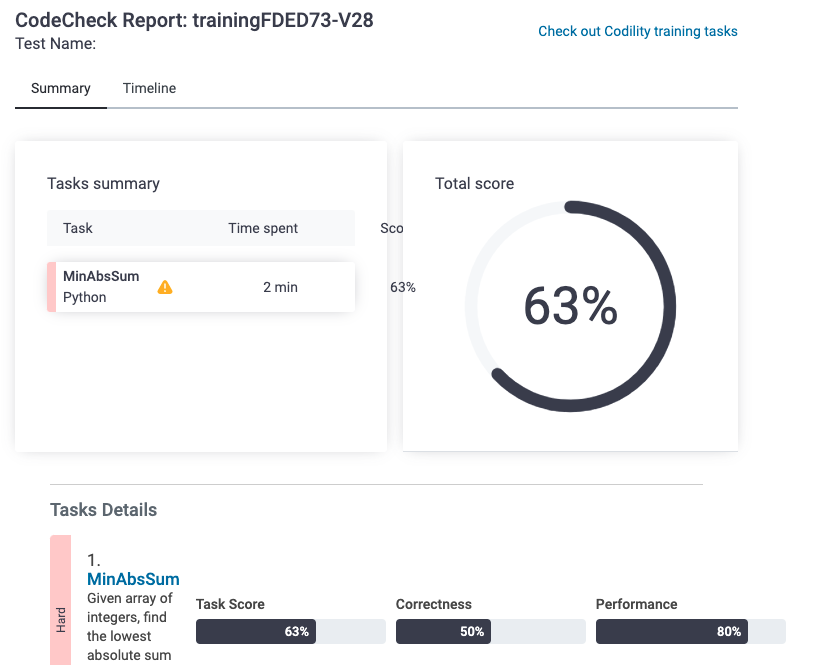 CodeCheck Report: trainingFDED73-V28
Test Name:
Check out Codility training tasks
Summary
Timeline
Tasks summary
Task
Time spent
Sco
MinAbsSum
Python
2 min
63%
Total score
63%
Tasks Details
Hard
1.
MinAbsSum
Given array of
integers, find
the lowest
absolute sum
Task Score
63%
Correctness
50%
Performance
80%